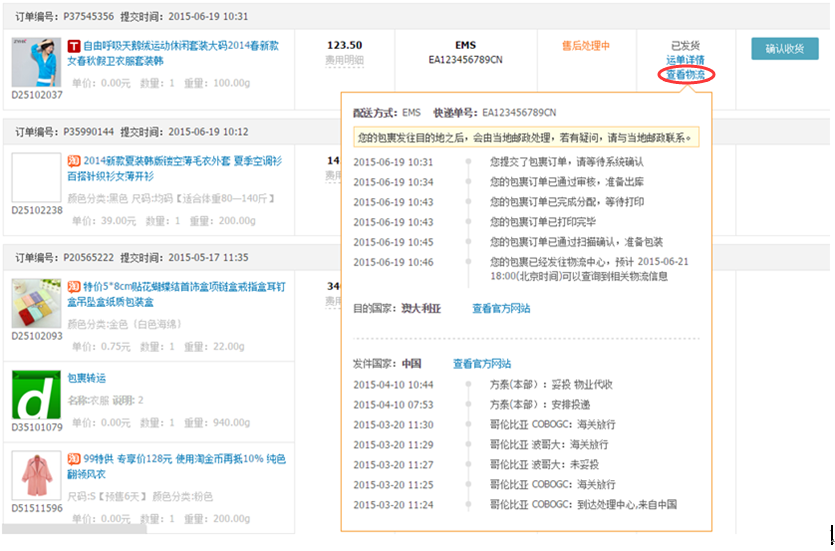 订单编号：P37545356 提交时间：2015-06-19 10:31
T 自由呼吸天鹅绒运动休闲套装大码2014春新款
女春秋假卫衣服套装韩
单价：0.00元 数量：1 重量：100.00g
D25102037
123.50
费用明细
EMS
EA123456789CN
售后处理中
已发货
运单详情
查看物流
确认收货
订单编号：P35990144 提交时间：2015-06-19 10:12
淘 2014新款夏装韩版镂空薄毛衣外套 夏季空调衫
百搭针织衫女薄开衫
颜色分类:黑色 尺码:均码【适合体重80—140斤】
单价：39.00元 数量：1 重量：200.00g
D25102238
14
费用
订单编号：P20565222 提交时间：2015-05-17 11:35
淘 特价5*8cm贴花蝴蝶结首饰盒项链盒戒指盒耳钉
盒吊坠盒纸质包装盒
颜色分类:金色（白色海绵）
单价：0.75元 数量：1 重量：22.00g
D25102093
34
费用
包裹转运
名称:衣服 说明: 2
单价：0.00元 数量：1 重量：940.00g
d
D35101079
淘 99特供 专享价128元 使用淘金币再抵10% 纯色
翻领风衣
尺码:S【预售6天】 颜色分类:粉色
单价：0.00元 数量：1 重量：200.00g
D51511596
配送方式：EMS 快递单号：EA123456789CN
您的包裹发往目的地之后，会由当地邮政处理，若有疑问，请与当地邮政联系。
2015-06-19 10:31 您提交了包裹订单，请等待系统确认
2015-06-19 10:34 您的包裹订单已通过审核，准备出库
2015-06-19 10:43 您的包裹订单已完成分配，等待打印
2015-06-19 10:43 您的包裹订单已打印完毕
2015-06-19 10:45 您的包裹订单已通过扫描确认，准备包装
2015-06-19 10:46 您的包裹已经发往物流中心，预计 2015-06-21
18:00(北京时间)可以查询到相关物流信息
目的国家：澳大利亚 查看官方网站
发件国家：中国 查看官方网站
2015-04-10 10:44 方泰(本部)：妥投 物业代收
2015-04-10 07:53 方泰(本部)：安排投递
2015-03-20 11:30 哥伦比亚 COBOGC：海关放行
2015-03-20 11:29 哥伦比亚 波哥大：海关放行
2015-03-20 11:27 哥伦比亚 波哥大：未妥投
2015-03-20 11:25 哥伦比亚 COBOGC：海关放行
2015-03-20 11:24 哥伦比亚 COBOGC：到达处理中心,来自中国